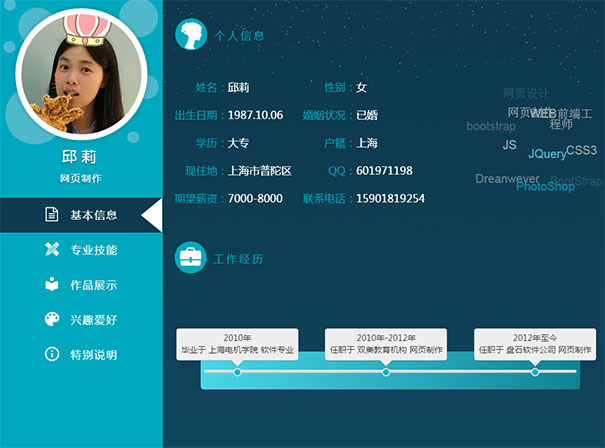 邱莉
网页制作
基本信息
专业技能
作品展示
兴趣爱好
特别说明
个人信息
姓名：邱莉 性别：女
出生日期：1987.10.06 婚姻状况：已婚
学历：大专 户籍：上海
现住地：上海市普陀区 QQ：601971198
期望薪资：7000-8000 联系电话：15901819254
网页设计
网页制作
WEB前端工程师
bootstrap
JS
JQuery
CSS3
Dreanwever
BootStrap
PhotoShop
工作经历
2010年
毕业于 上海电机学院 软件专业
2010年-2012年
任职于 双美教育机构 网页制作
2012年至今
任职于 盘石软件公司 网页制作